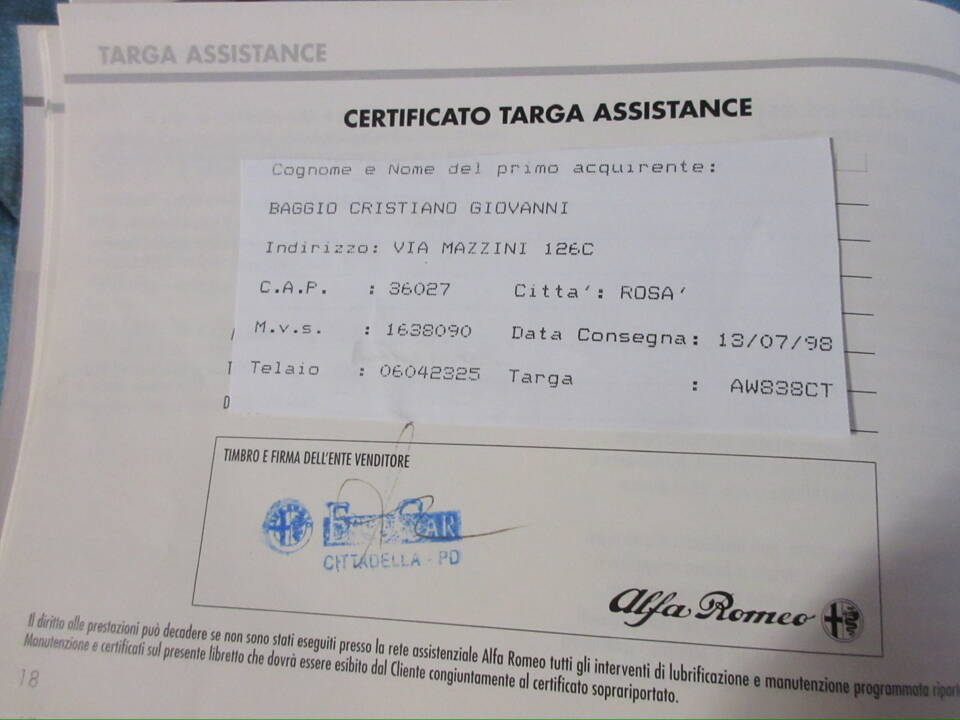 TARGA ASSISTANCE
CERTIFICATO TARGA ASSISTANCE
Cognome e Nome del primo acquirente:
BAGGIO CRISTIANO GIOVANNI
Indirizzo: VIA MAZZINI 126C
C.A.P. : 36027 Citta': ROSA'
M.v.s. : 1638090 Data Consegna: 13/07/98
Telaio : 06042325 Targa : AW838CT
D
TIMBRO E FIRMA DELL'ENTE VENDITORE
CAR
CITTADELLA - PD
Alfa Romeo
Il diritto alle prestazioni può decadere se non sono stati eseguiti presso la rete assistenziale Alfa Romeo tutti gli interventi di lubrificazione e manutenzione programmata riport
Manutenzione e certificati sul presente libretto che dovrà essere esibito dal Cliente congiuntamente al certificato soprariportato.
18